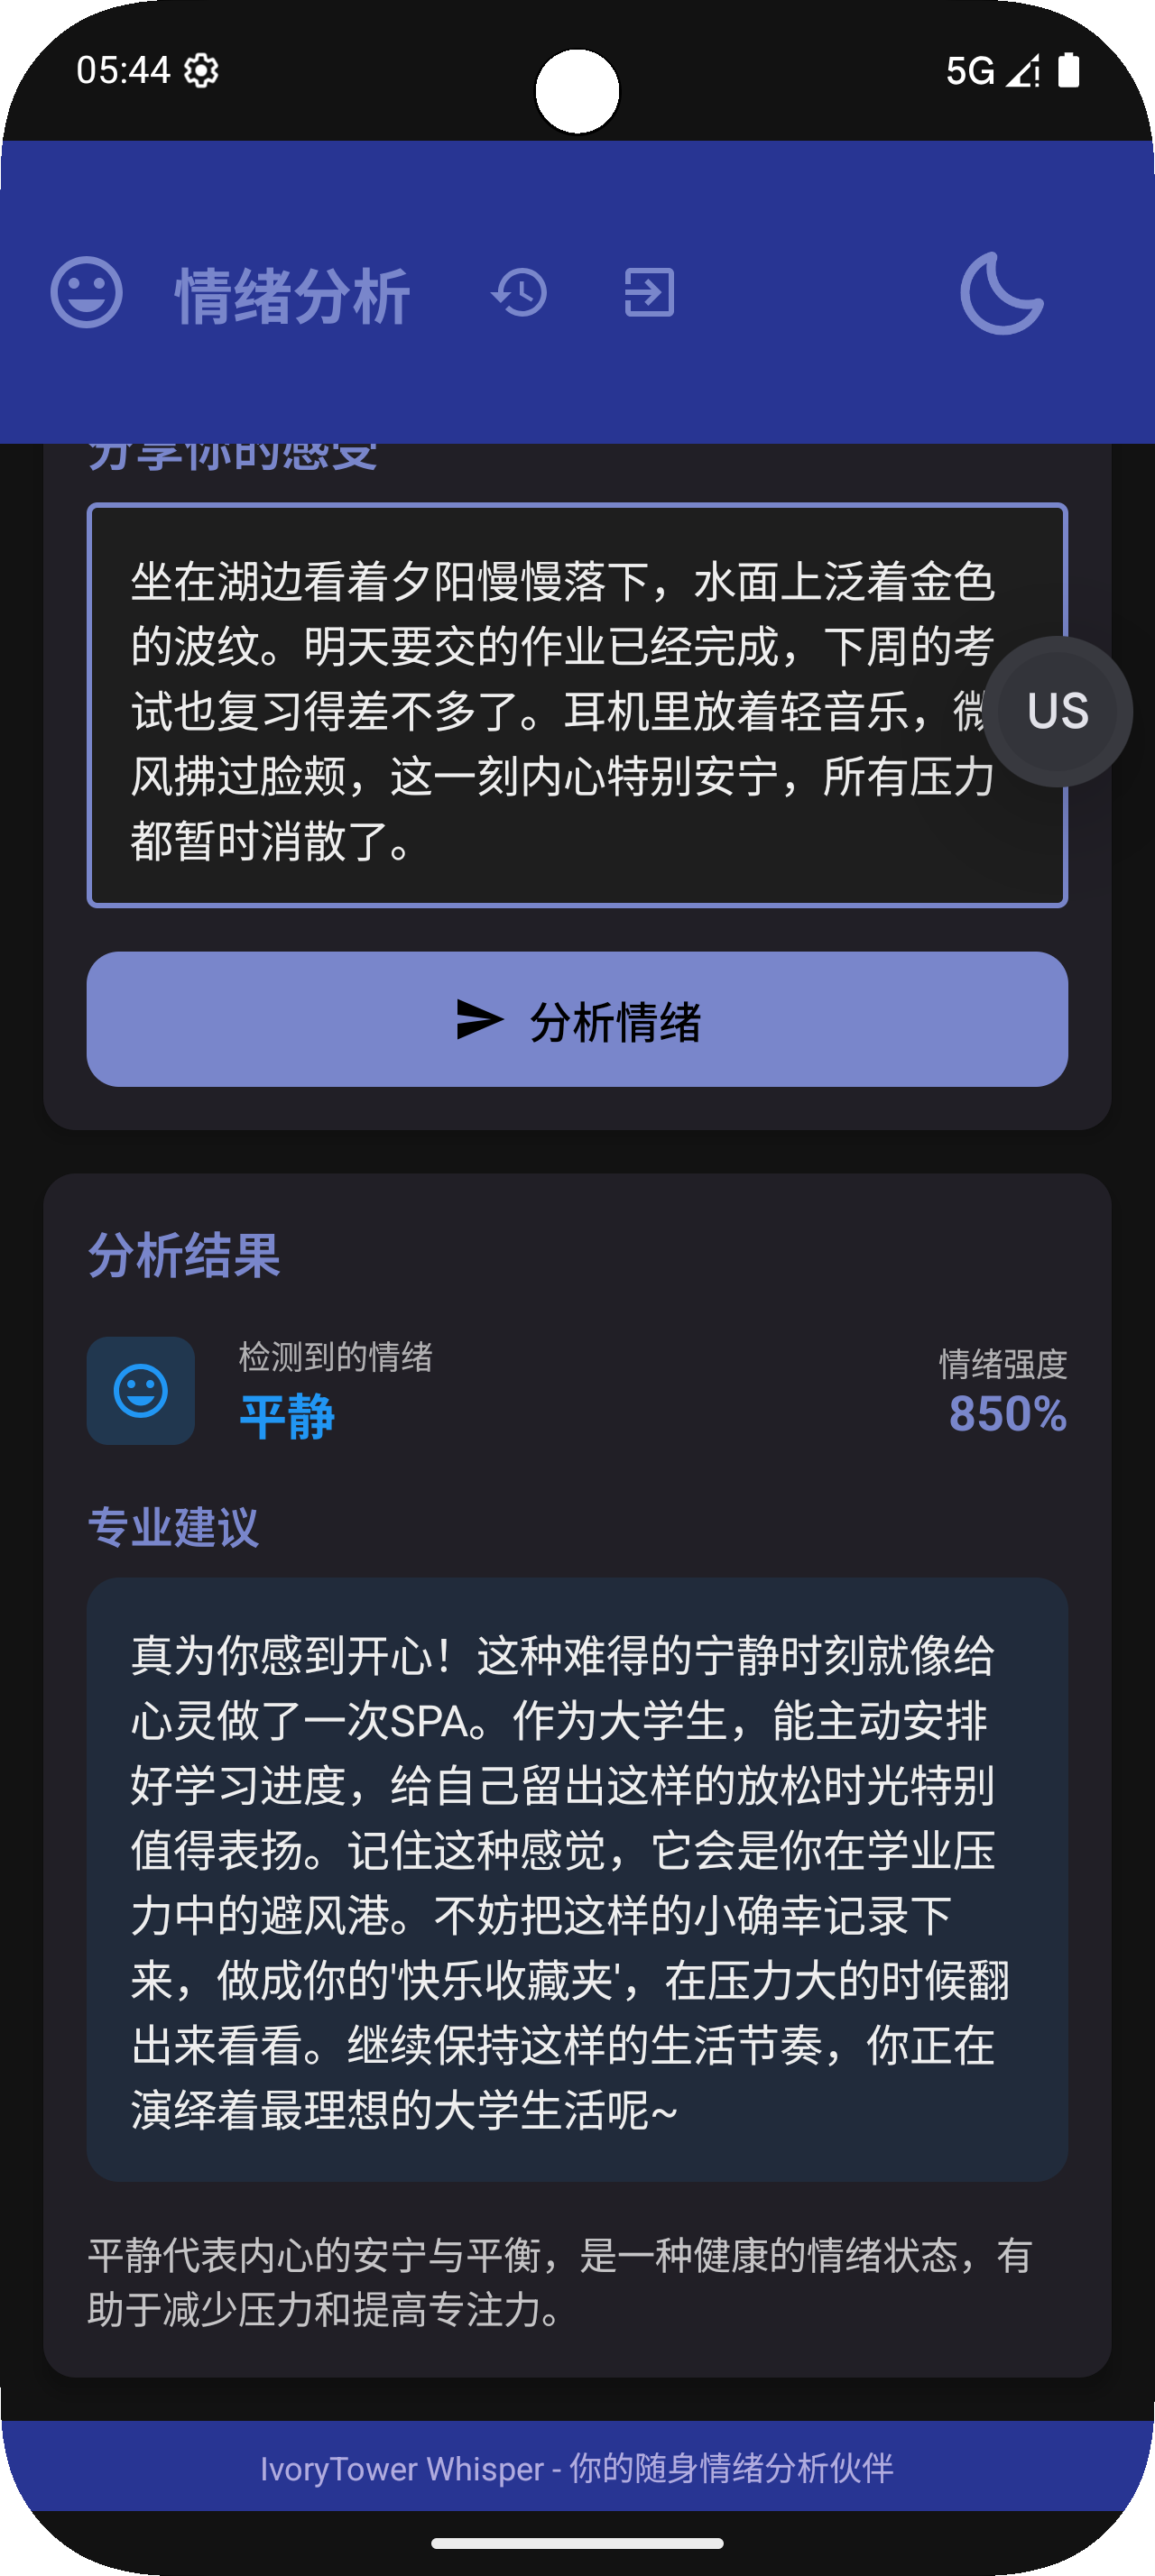 05:44
5G
情绪分析
分享你的感受
坐在湖边看着夕阳慢慢落下，水面上泛着金色
的波纹。明天要交的作业已经完成，下周的考
试也复习得差不多了。耳机里放着轻音乐，微
风拂过脸颊，这一刻内心特别安宁，所有压力
都暂时消散了。
US
分析情绪
分析结果
检测到的情绪
平静
情绪强度
850%
专业建议
真为你感到开心！这种难得的宁静时刻就像给
心灵做了一次SPA。作为大学生，能主动安排
好学习进度，给自己留出这样的放松时光特别
值得表扬。记住这种感觉，它会是你在学业压
力中的避风港。不妨把这样的小确幸记录下
来，做成你的'快乐收藏夹'，在压力大的时候翻
出来看看。继续保持这样的生活节奏，你正在
演绎着最理想的大学生活呢~
平静代表内心的安宁与平衡，是一种健康的情绪状态，有
助于减少压力和提高专注力。
IvoryTower Whisper - 你的随身情绪分析伙伴